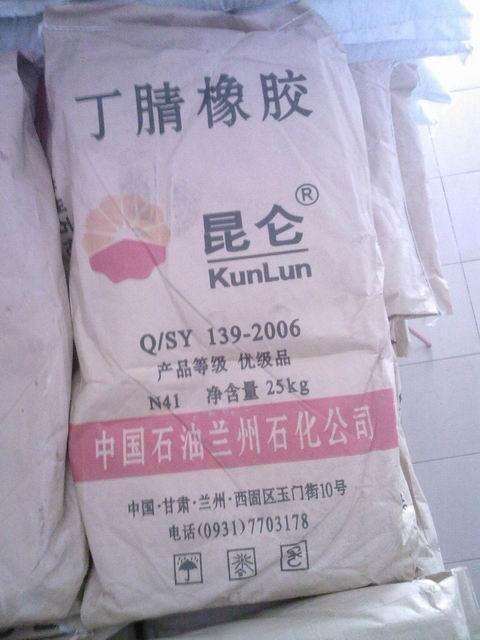 丁腈橡胶
昆仑®
KunLun
Q/SY 139-2006
产品等级 优级品
N41 净含量 25kg
中国石油兰州石化公司
中国·甘肃·兰州·西固区玉门街10号
电话(0931)7703178